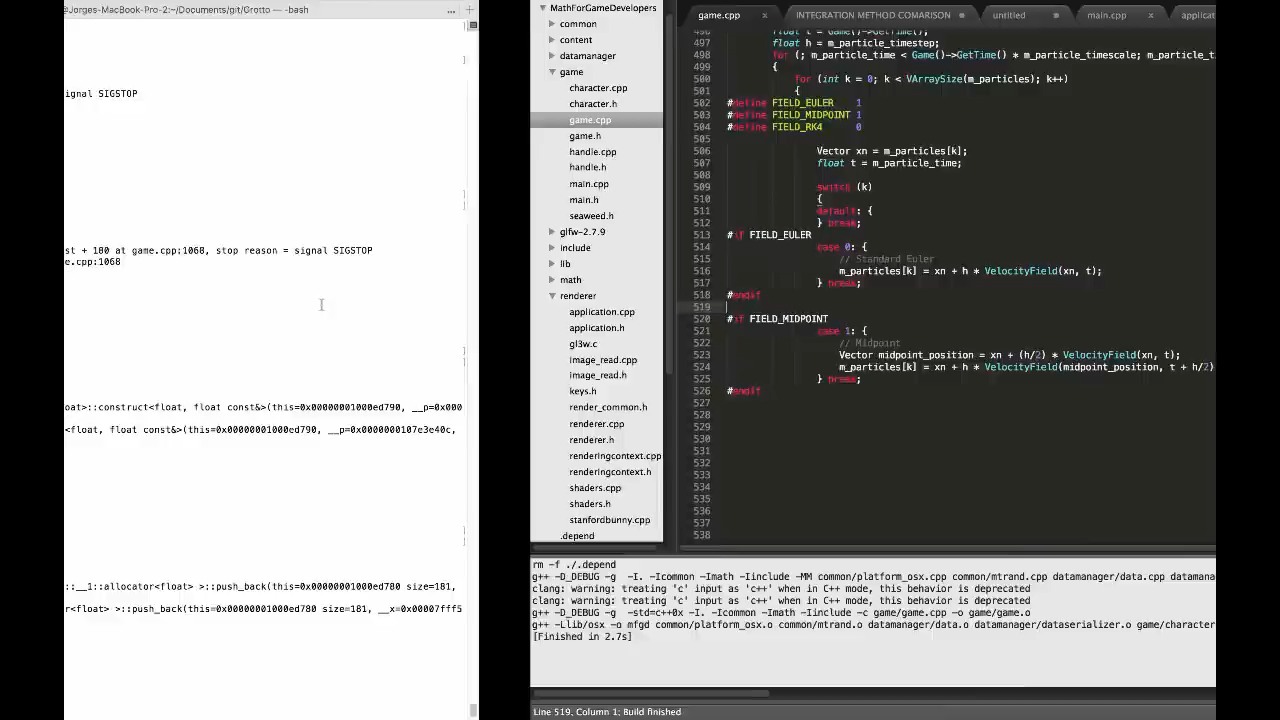 @Jorges-MacBook-Pro-2:~/Documents/git/Grotto — -bash
ignal SIGSTOP
st + 180 at game.cpp:1068, stop reason = signal SIGSTOP
e.cpp:1068
oat>::construct<float, float const&>(this=0x00000001000ed790, __p=0x000
<float, float const&>(this=0x00000001000ed790, __p=0x0000000107e3e40c,
::__1::allocator<float> >::push_back(this=0x00000001000ed780 size=181,
r<float> >::push_back(this=0x00000001000ed780 size=181, __x=0x00007fff5
MathForGameDevelopers
common
content
datamanager
game
character.cpp
character.h
game.cpp
game.h
handle.cpp
handle.h
main.cpp
main.h
seaweed.h
glfw-2.7.9
include
lib
math
renderer
application.cpp
application.h
gl3w.c
image_read.cpp
image_read.h
keys.h
render_common.h
renderer.cpp
renderer.h
renderingcontext.cpp
renderingcontext.h
shaders.cpp
shaders.h
stanfordbunny.cpp
.depend
game.cpp
INTEGRATION METHOD COMARISON
untitled
main.cpp
applicat
496 float t = Game()->GetTime();
497 float h = m_particle_timestep;
498 for (; m_particle_time < Game()->GetTime() * m_particle_timescale; m_particle_t
499 {
500 for (int k = 0; k < VArraySize(m_particles); k++)
501 {
502 #define FIELD_EULER 1
503 #define FIELD_MIDPOINT 1
504 #define FIELD_RK4 0
505
506 Vector xn = m_particles[k];
507 float t = m_particle_time;
508
509 switch (k)
510 {
511 default: {
512 } break;
513 #if FIELD_EULER
514 case 0: {
515 // Standard Euler
516 m_particles[k] = xn + h * VelocityField(xn, t);
517 } break;
518 #endif
519
520 #if FIELD_MIDPOINT
521 case 1: {
522 // Midpoint
523 Vector midpoint_position = xn + (h/2) * VelocityField(xn, t);
524 m_particles[k] = xn + h * VelocityField(midpoint_position, t + h/2)
525 } break;
526 #endif
527
528
529
530
531
532
533
534
535
536
537
538
rm -f ./.depend
g++ -D_DEBUG -g -I. -Icommon -Imath -Iinclude -MM common/platform_osx.cpp common/mtrand.cpp datamanager/data.cpp datamana
clang: warning: treating 'c' input as 'c++' when in C++ mode, this behavior is deprecated
clang: warning: treating 'c' input as 'c++' when in C++ mode, this behavior is deprecated
g++ -D_DEBUG -g -std=c++0x -I. -Icommon -Imath -Iinclude -c game/game.cpp -o game/game.o
g++ -Llib/osx -o mfgd common/platform_osx.o common/mtrand.o datamanager/data.o datamanager/dataserializer.o game/character
[Finished in 2.7s]
Line 519, Column 1; Build finished